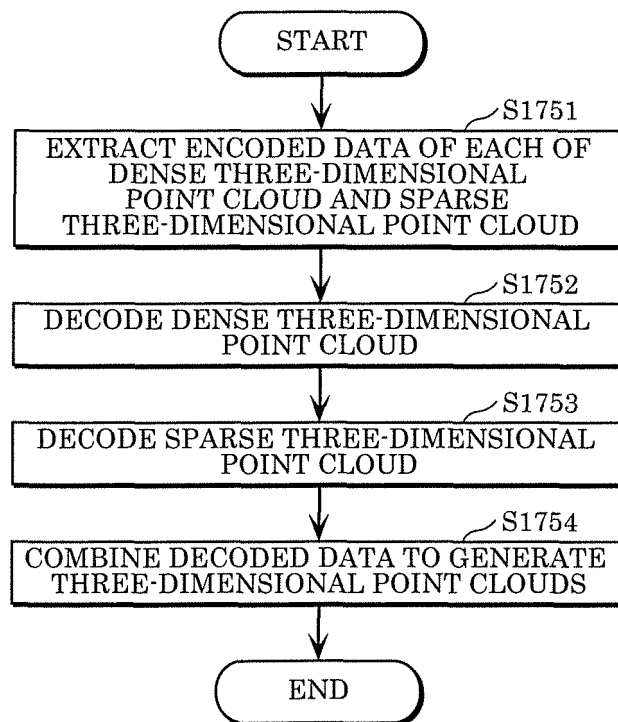 START
S1751
EXTRACT ENCODED DATA OF EACH OF
DENSE THREE-DIMENSIONAL
POINT CLOUD AND SPARSE
THREE-DIMENSIONAL POINT CLOUD
S1752
DECODE DENSE THREE-DIMENSIONAL
POINT CLOUD
S1753
DECODE SPARSE THREE-DIMENSIONAL
POINT CLOUD
S1754
COMBINE DECODED DATA TO GENERATE
THREE-DIMENSIONAL POINT CLOUDS
END